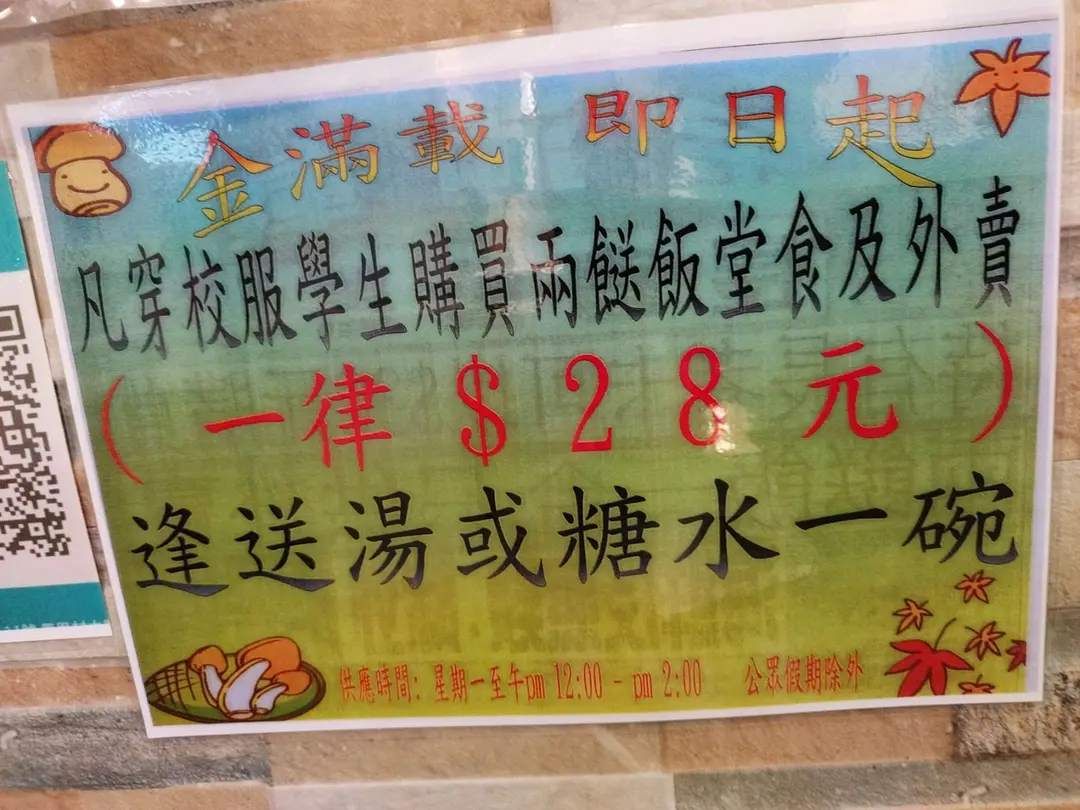 金滿載 即日起
凡穿校服學生購買兩餸飯堂食及外賣
(一律$28元)
逢送湯或糖水一碗
供應時間: 星期一至午pm 12:00 - pm 2:00 公眾假期除外